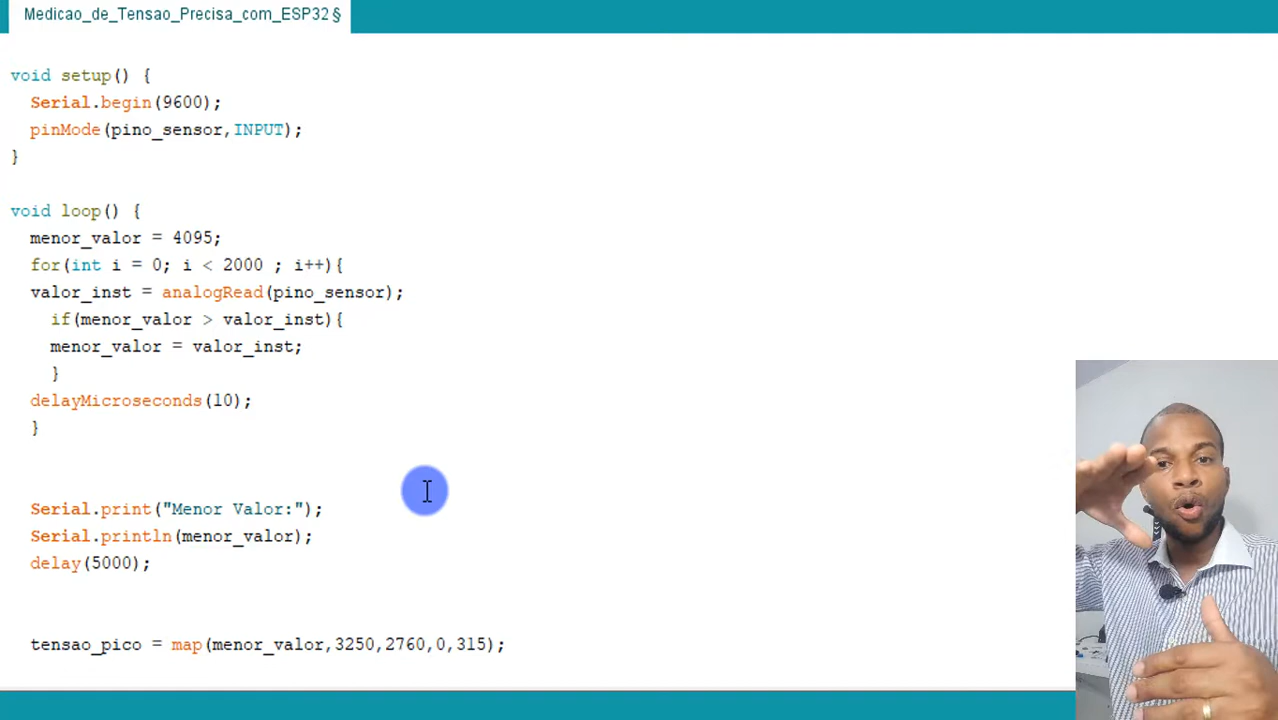 Medicao_de_Tensao_Precisa_com_ESP32 §
void setup() {
Serial.begin(9600);
pinMode(pino_sensor,INPUT);
}
void loop() {
menor_valor = 4095;
for(int i = 0; i < 2000 ; i++){
valor_inst = analogRead(pino_sensor);
if(menor_valor > valor_inst){
menor_valor = valor_inst;
}
delayMicroseconds(10);
}
Serial.print("Menor Valor:");
Serial.println(menor_valor);
delay(5000);
tensao_pico = map(menor_valor,3250,2760,0,315);